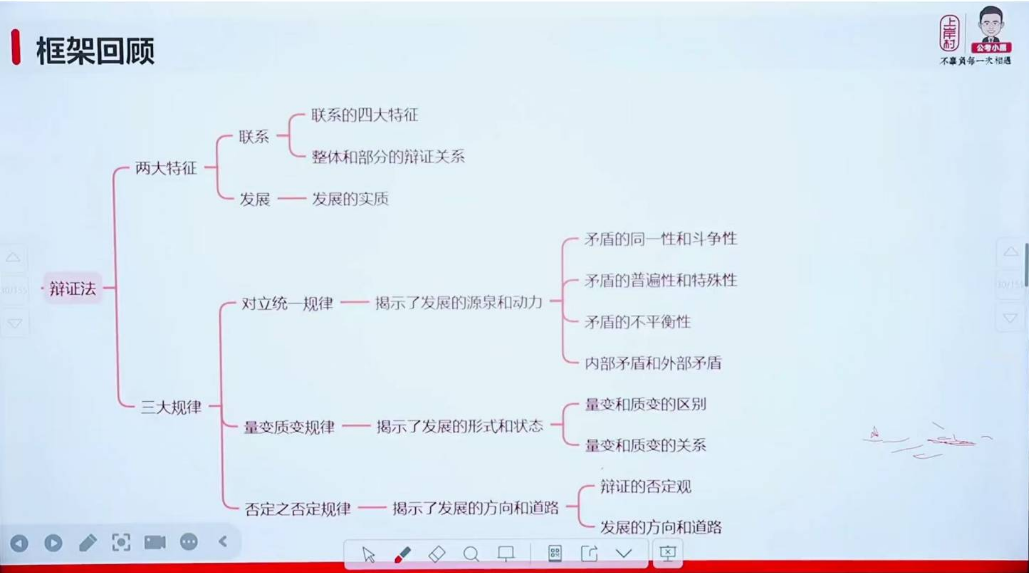 框架回顾
上岸村
公考小周
不辜负每一次相遇
联系的四大特征
联系
整体和部分的辩证关系
两大特征
发展
发展的实质
矛盾的同一性和斗争性
矛盾的普遍性和特殊性
辩证法
对立统一规律
揭示了发展的源泉和动力
矛盾的不平衡性
内部矛盾和外部矛盾
三大规律
量变和质变的区别
量变质变规律
揭示了发展的形式和状态
量变和质变的关系
辩证的否定观
否定之否定规律
揭示了发展的方向和道路
发展的方向和道路